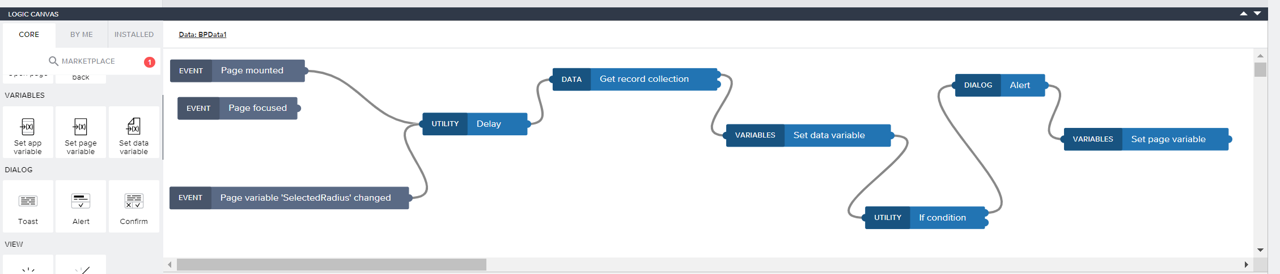 LOGIC CANVAS
CORE
BY ME
INSTALLED
MARKETPLACE
1
back
VARIABLES
Set app
variable
Set page
variable
Set data
variable
DIALOG
Toast
Alert
Confirm
VIEW
Data: BPData1
EVENT Page mounted
EVENT Page focused
EVENT Page variable 'SelectedRadius' changed
UTILITY Delay
DATA Get record collection
VARIABLES Set data variable
UTILITY If condition
DIALOG Alert
VARIABLES Set page variable